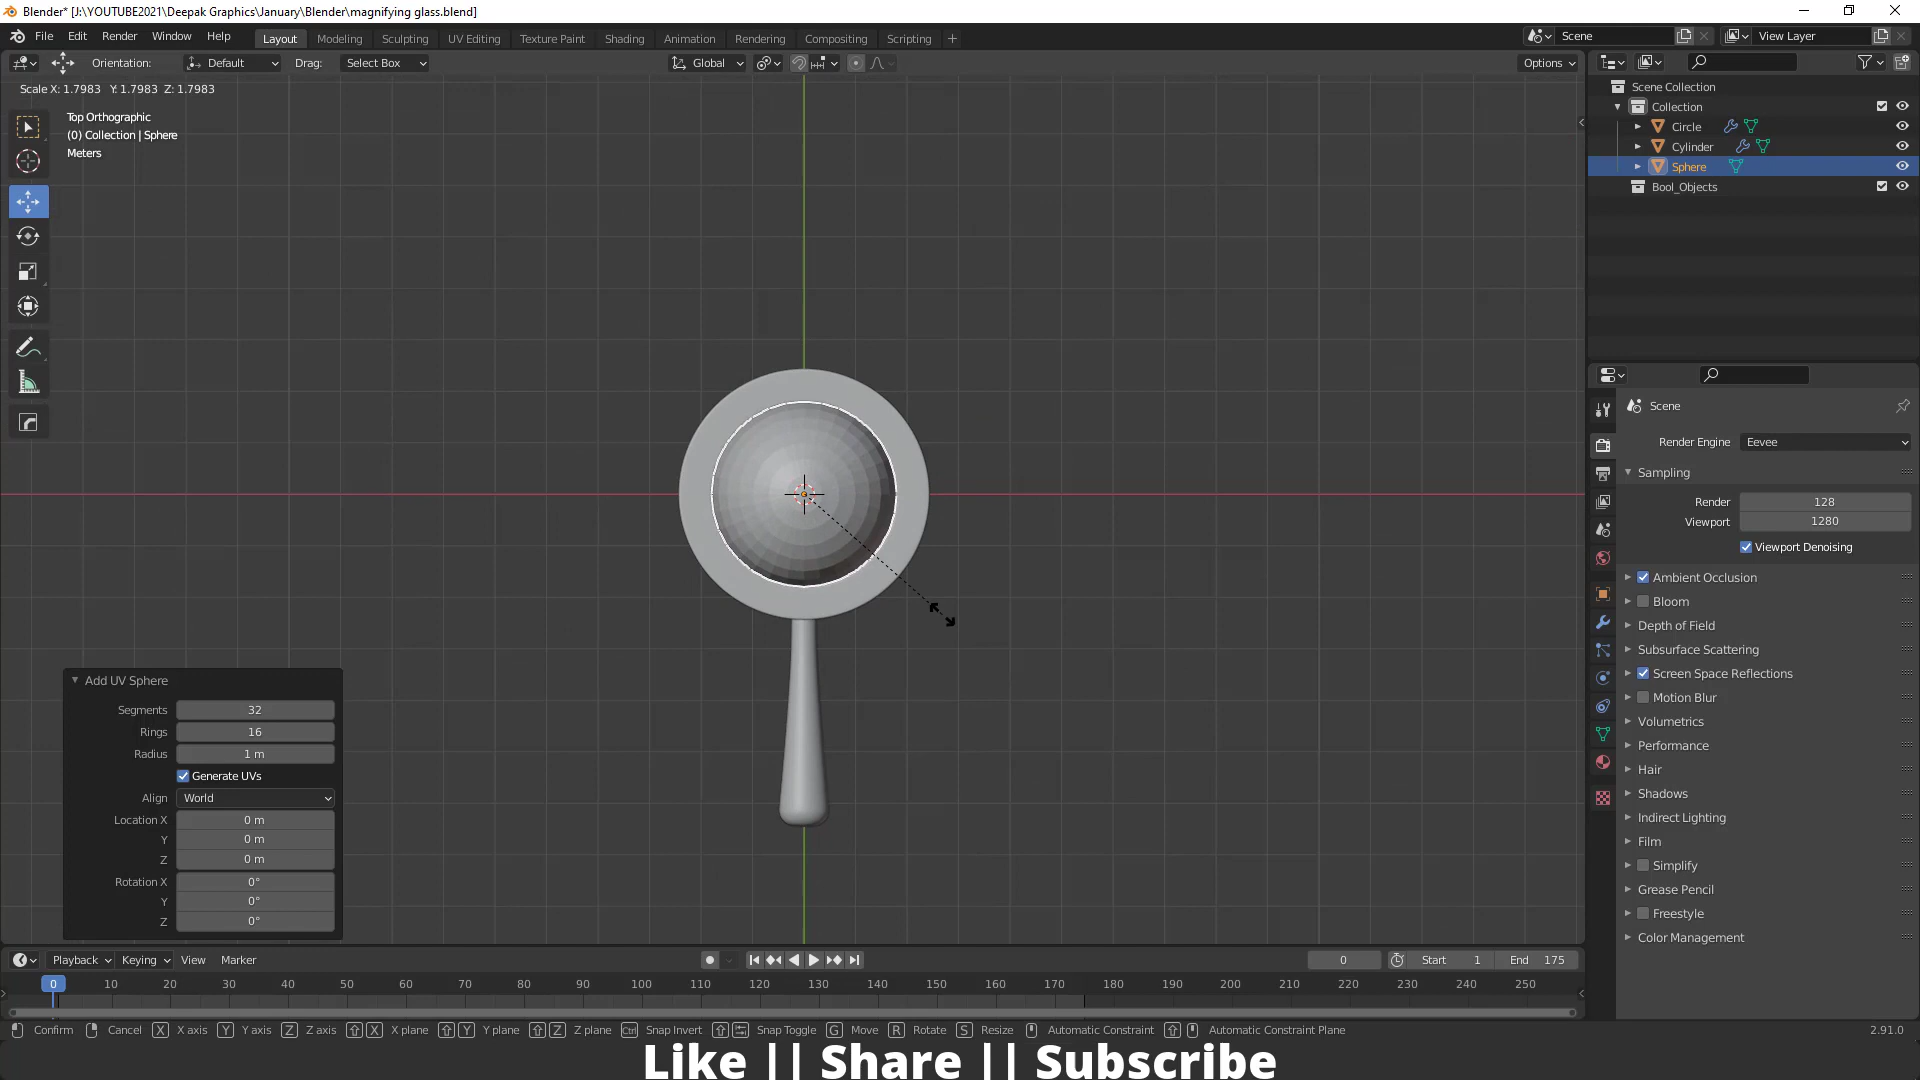 Blender* [J:\YOUTUBE2021\Deepak Graphics\January\Blender\magnifying glass.blend]
File Edit Render Window Help Layout Modeling Sculpting UV Editing Texture Paint Shading Animation Rendering Compositing Scripting + Scene View Layer
Orientation: Default Drag: Select Box Global Options
Scale X: 1.7983 Y: 1.7983 Z: 1.7983
Top Orthographic
(0) Collection | Sphere
Meters
Scene Collection
Collection
Circle
Cylinder
Sphere
Bool_Objects
Scene
Render Engine Eevee
Sampling
Render 128
Viewport 1280
Viewport Denoising
Ambient Occlusion
Bloom
Depth of Field
Subsurface Scattering
Screen Space Reflections
Motion Blur
Volumetrics
Performance
Hair
Shadows
Indirect Lighting
Film
Simplify
Grease Pencil
Freestyle
Color Management
Add UV Sphere
Segments 32
Rings 16
Radius 1 m
Generate UVs
Align World
Location X 0 m
Y 0 m
Z 0 m
Rotation X 0°
Y 0°
Z 0°
Playback Keying View Marker 0 Start 1 End 175
0 10 20 30 40 50 60 70 80 90 100 110 120 130 140 150 160 170 180 190 200 210 220 230 240 250
Confirm Cancel X X axis Y Y axis Z Z axis X X plane Y Y plane Z Z plane Ctrl Snap Invert Snap Toggle G Move R Rotate S Resize Automatic Constraint Automatic Constraint Plane 2.91.0
Like || Share || Subscribe